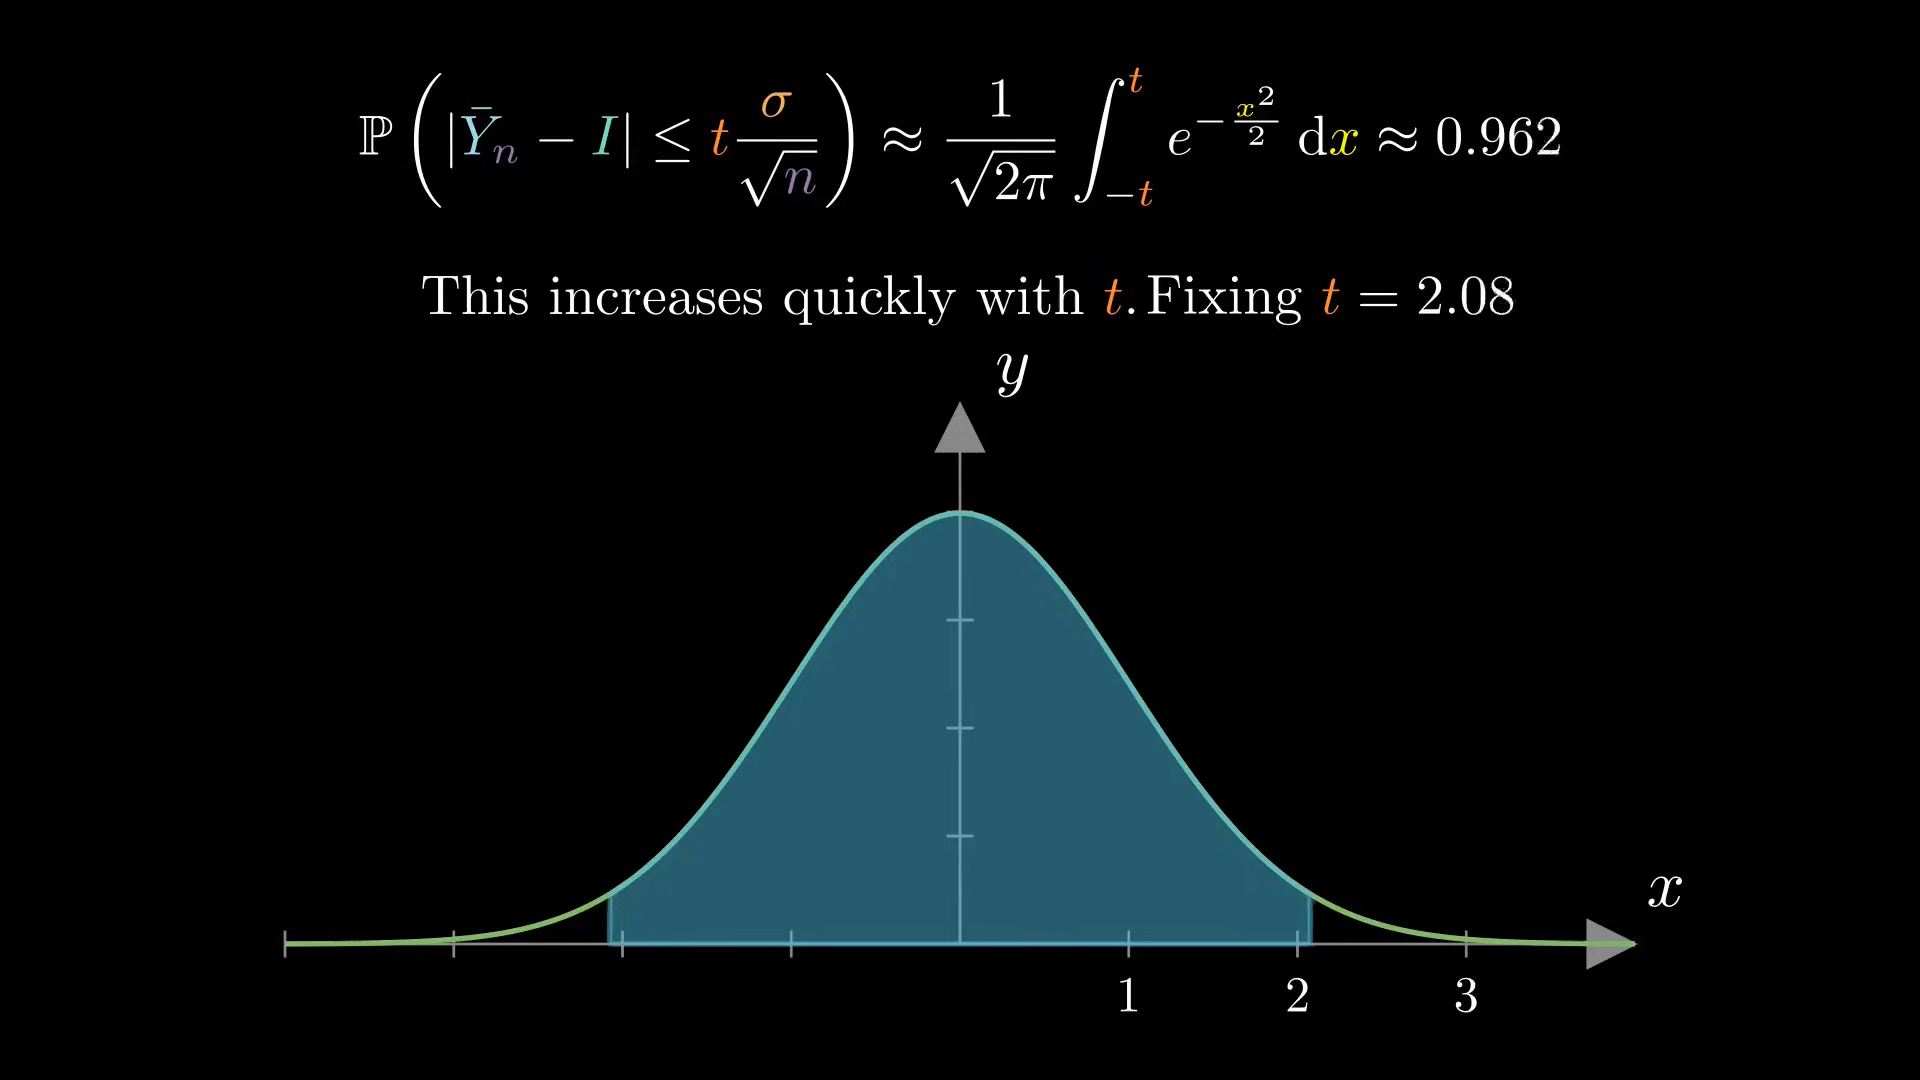 ℙ(|Ȳₙ − I| ≤ t σ/√n) ≈ 1/√2π ∫₋ₜᵗ e^(−x²/2) dx ≈ 0.962
This increases quickly with t. Fixing t = 2.08
y
x
1 2 3